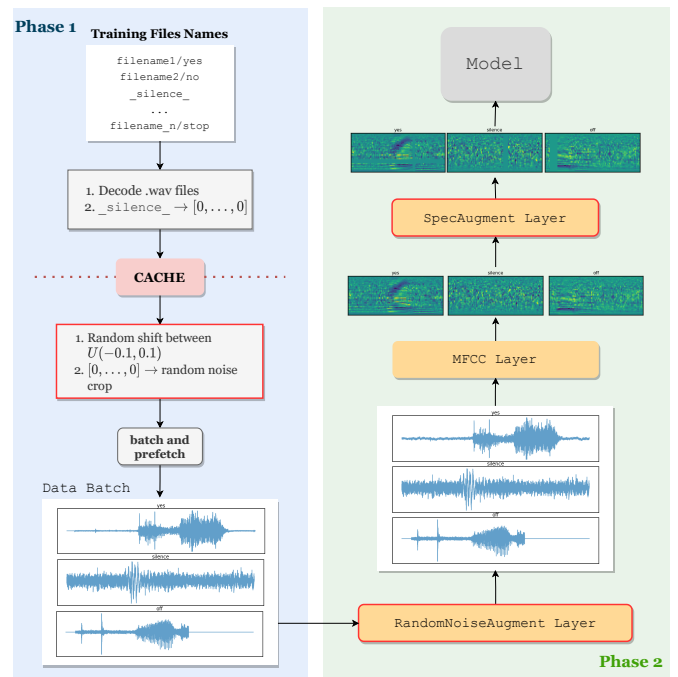 Phase 1
Training Files Names
filename1/yes
filename2/no
_silence_
...
filename_n/stop
1. Decode .wav files
2. _silence_ → [0, . . . , 0]
CACHE
1. Random shift between
U(−0.1, 0.1)
2. [0, . . . , 0] → random noise
crop
batch and
prefetch
Data Batch
yes
silence
off
Model
yes
silence
off
SpecAugment Layer
yes
silence
off
MFCC Layer
yes
silence
off
RandomNoiseAugment Layer
Phase 2